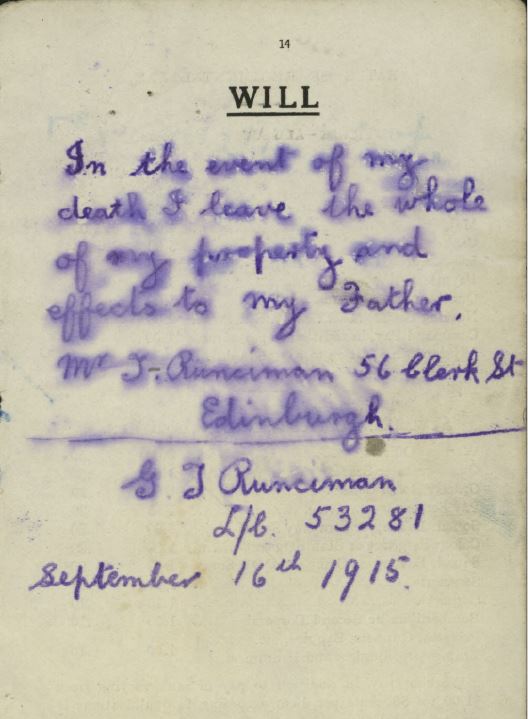 14
WILL
In the event of my
death I leave the whole
of my property and
effects to my Father.
Mr T. Runciman 56 Clerk St
Edinburgh.
G. T Runciman
L/C. 53281
September 16th 1915.